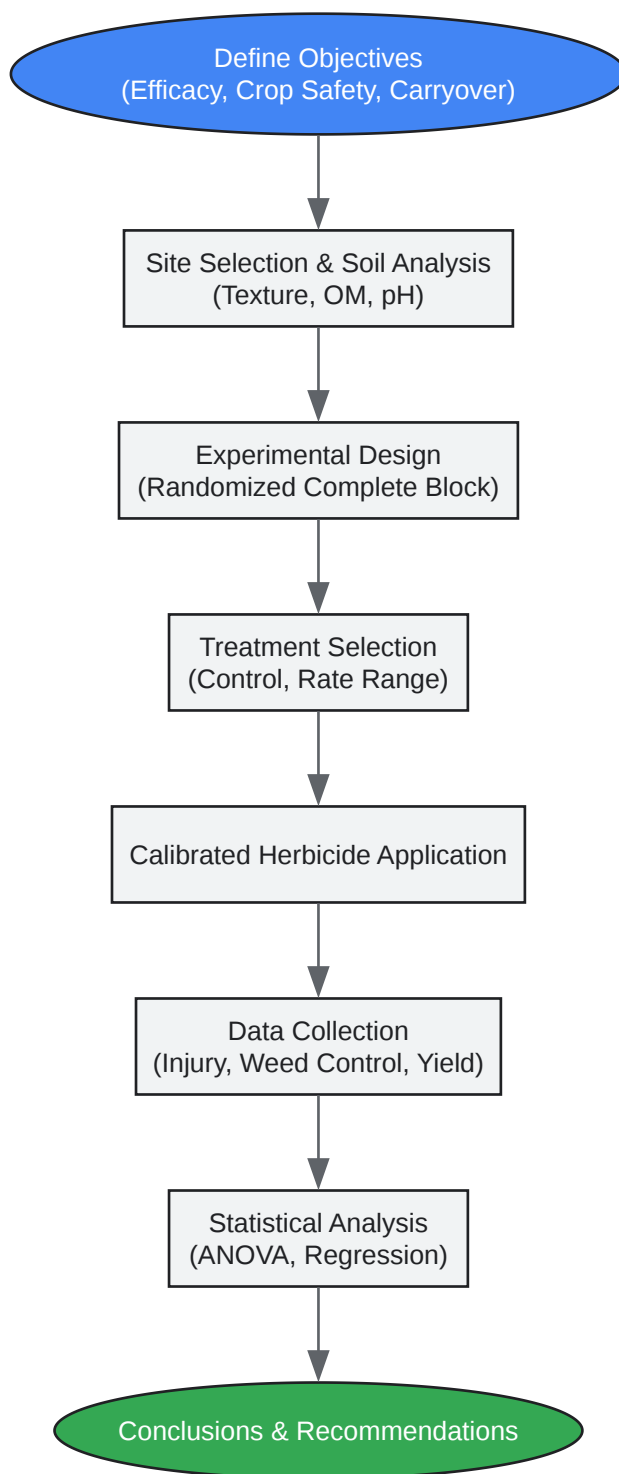 Define Objectives
(Efficacy, Crop Safety, Carryover)
Site Selection & Soil Analysis
(Texture, OM, pH)
Experimental Design
(Randomized Complete Block)
Treatment Selection
(Control, Rate Range)
Calibrated Herbicide Application
Data Collection
(Injury, Weed Control, Yield)
Statistical Analysis
(ANOVA, Regression)
Conclusions & Recommendations